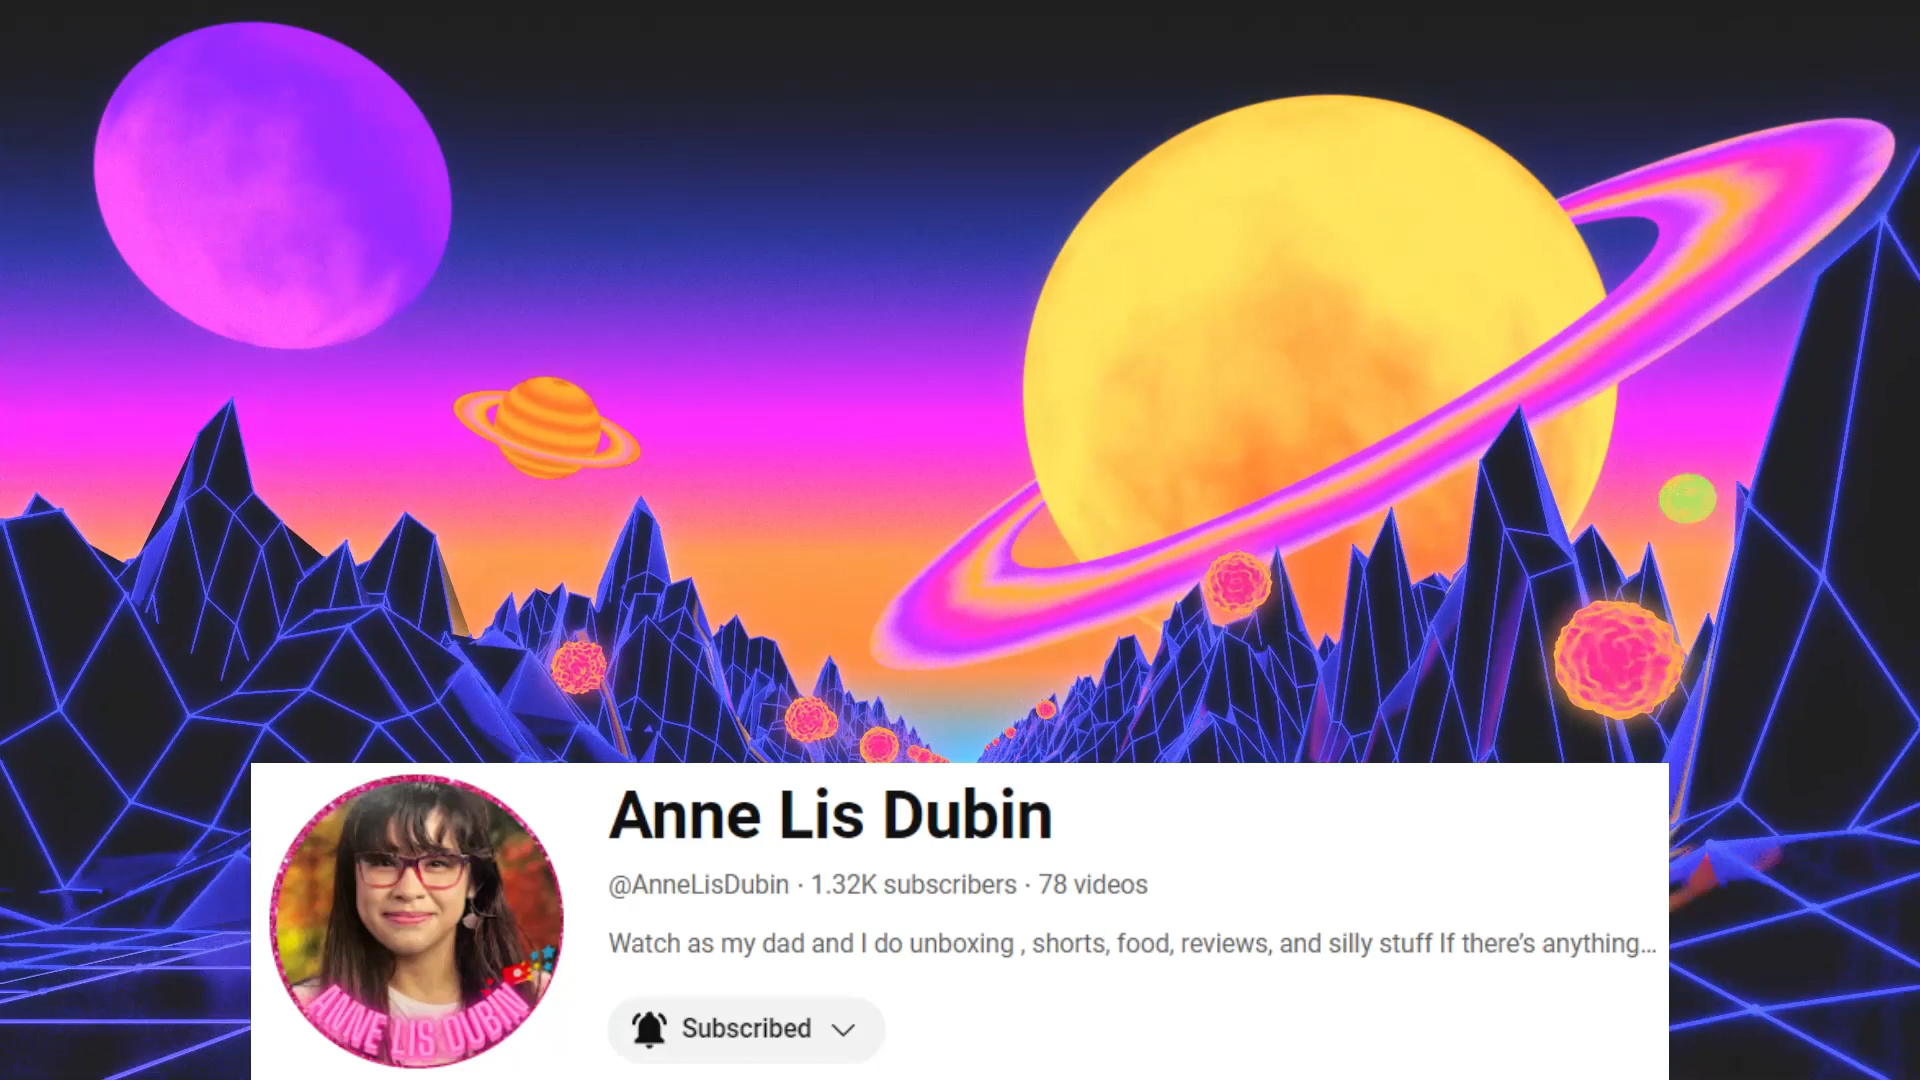 Anne Lis Dubin
@AnneLisDubin · 1.32K subscribers · 78 videos
Watch as my dad and I do unboxing , shorts, food, reviews, and silly stuff If there’s anything...
Subscribed
ANNE LIS DUBIN